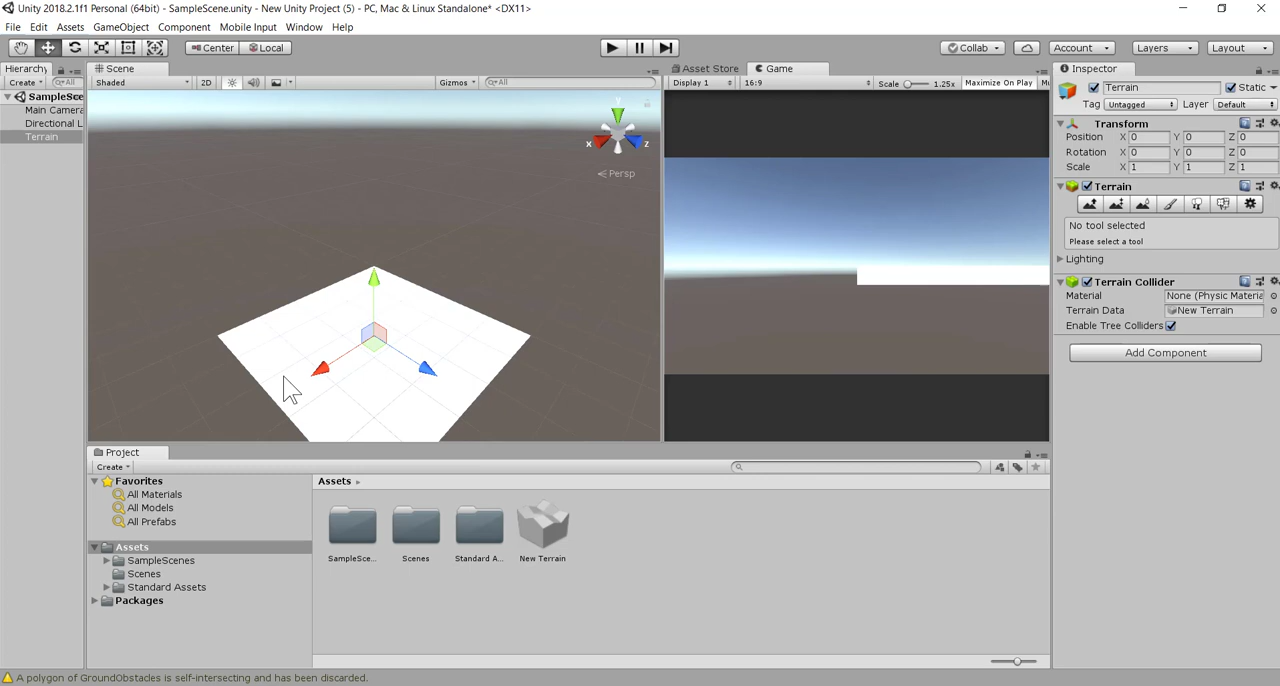 Unity 2018.2.1f1 Personal (64bit) - SampleScene.unity - New Unity Project (5) - PC, Mac & Linux Standalone* <DX11>
File Edit Assets GameObject Component Mobile Input Window Help
Center Local Collab Account Layers Layout
Hierarchy Scene Asset Store Game Inspector
Create All Shaded 2D Gizmos All Display 1 16:9 Scale 1.25x Maximize On Play Mu
SampleSce
Main Camera
Directional L
Terrain
y
x
z
Persp
Terrain Static
Tag Untagged Layer Default
Transform
Position X 0 Y 0 Z 0
Rotation X 0 Y 0 Z 0
Scale X 1 Y 1 Z 1
Terrain
No tool selected
Please select a tool
Lighting
Terrain Collider
Material None (Physic Materia
Terrain Data New Terrain
Enable Tree Colliders
Add Component
Project
Create
Favorites
All Materials
All Models
All Prefabs
Assets
SampleScenes
Scenes
Standard Assets
Packages
Assets
SampleSce...
Scenes
Standard A...
New Terrain
A polygon of GroundObstacles is self-intersecting and has been discarded.